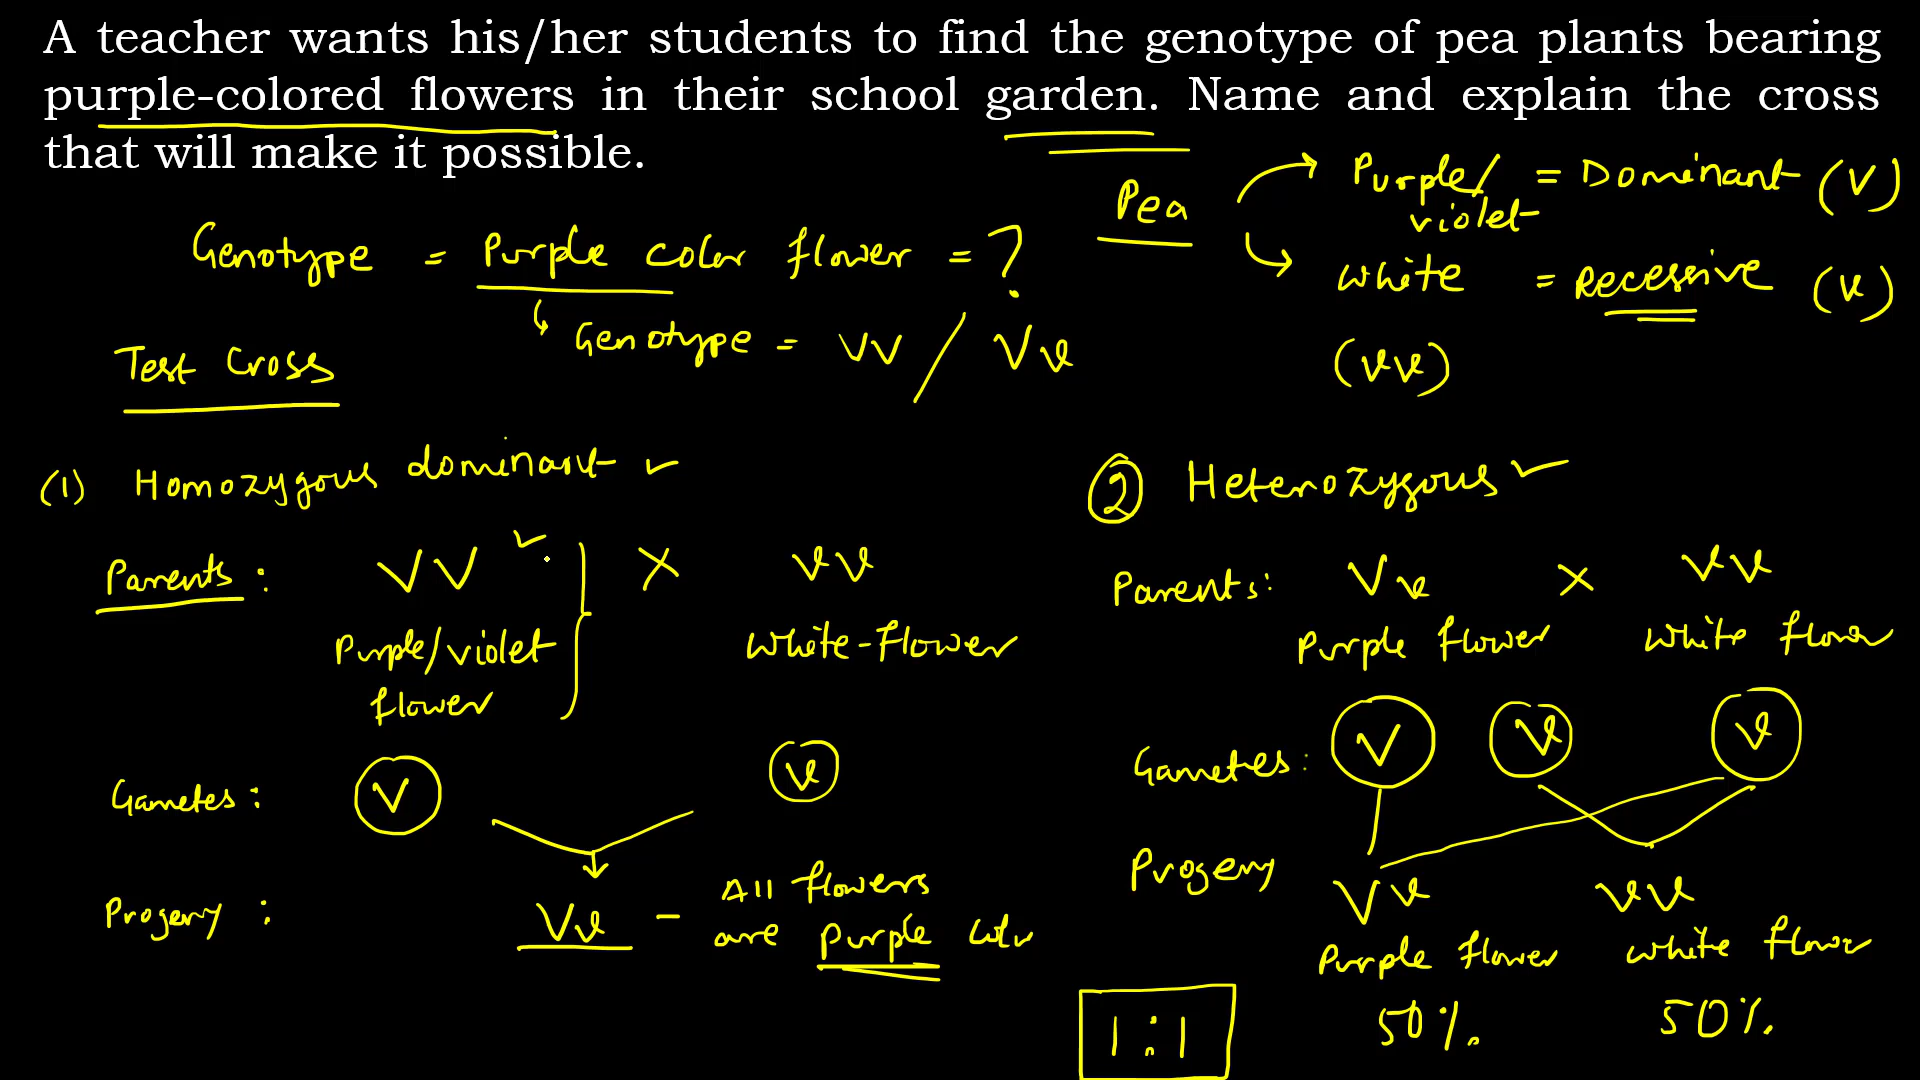 A teacher wants his/her students to find the genotype of pea plants bearing
purple-colored flowers in their school garden. Name and explain the cross
that will make it possible.
Pea
Purple/violet = Dominant (V)
White = Recessive (v)
(vv)
Genotype = Purple color flower = ?
Genotype = VV / Vv
Test Cross
(1) Homozygous dominant
Parents: VV X vv
Purple/violet flower White-flower
Gametes: V v
Progeny: Vv - All flowers
are purple color
2 Heterozygous
Parents: Vv X vv
Purple flower White flower
Gametes: V v v
Progeny Vv vv
Purple flower White flower
50% 50%
1:1